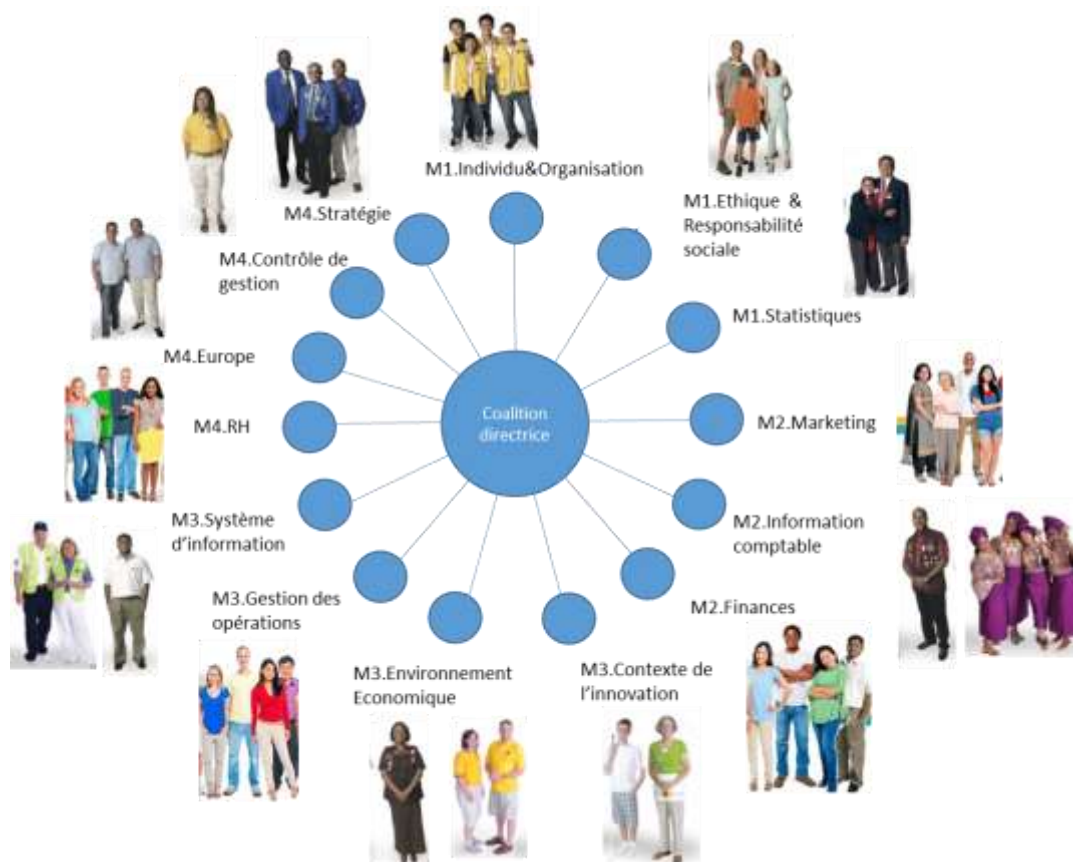 M1.Individu&Organisation
M1.Ethique &
Responsabilité
sociale
M1.Statistiques
M2.Marketing
M2.Information
comptable
M2.Finances
M3.Contexte de
l’innovation
M3.Environnement
Economique
M3.Gestion des
opérations
M3.Système
d’information
M4.RH
M4.Europe
M4.Contrôle de
gestion
M4.Stratégie
Coalition
directrice